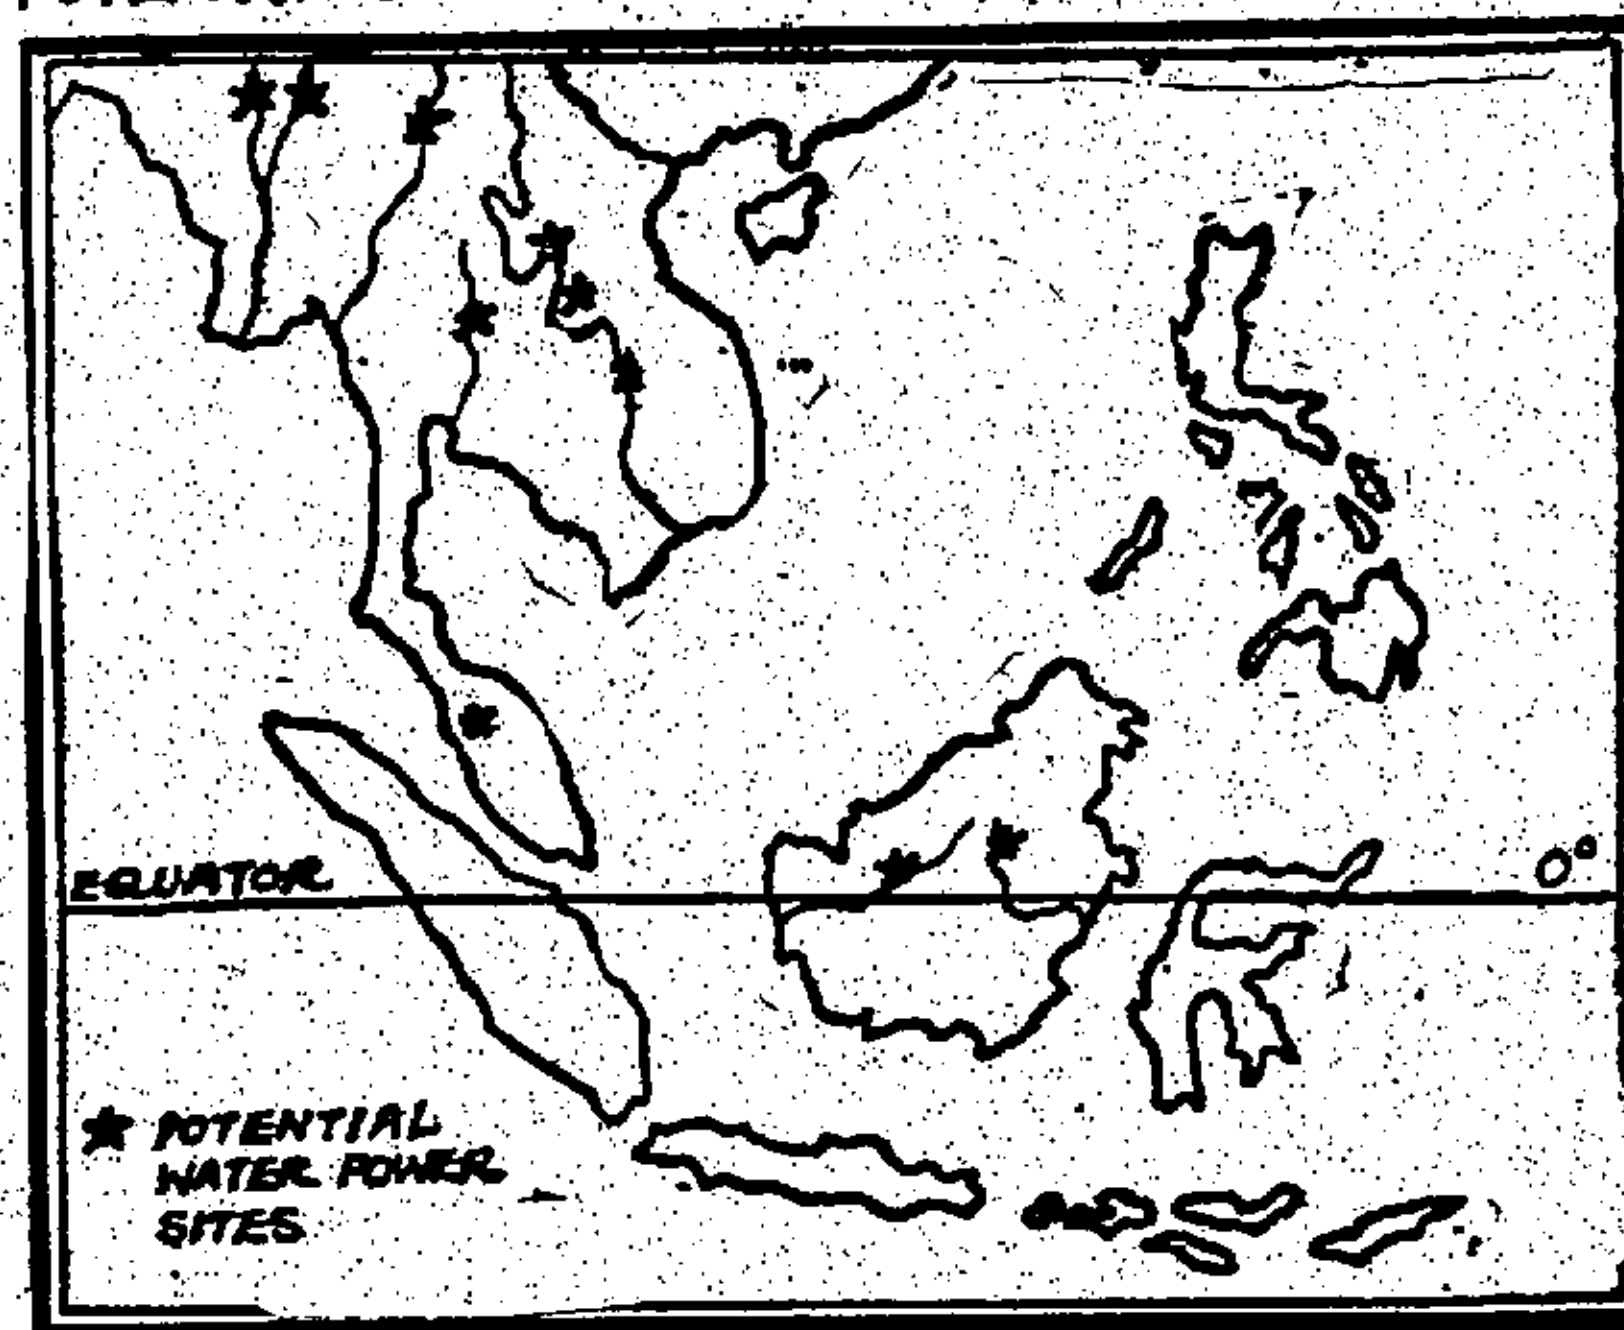 EQUATOR
0°
★ POTENTIAL
WATER POWER
SITES